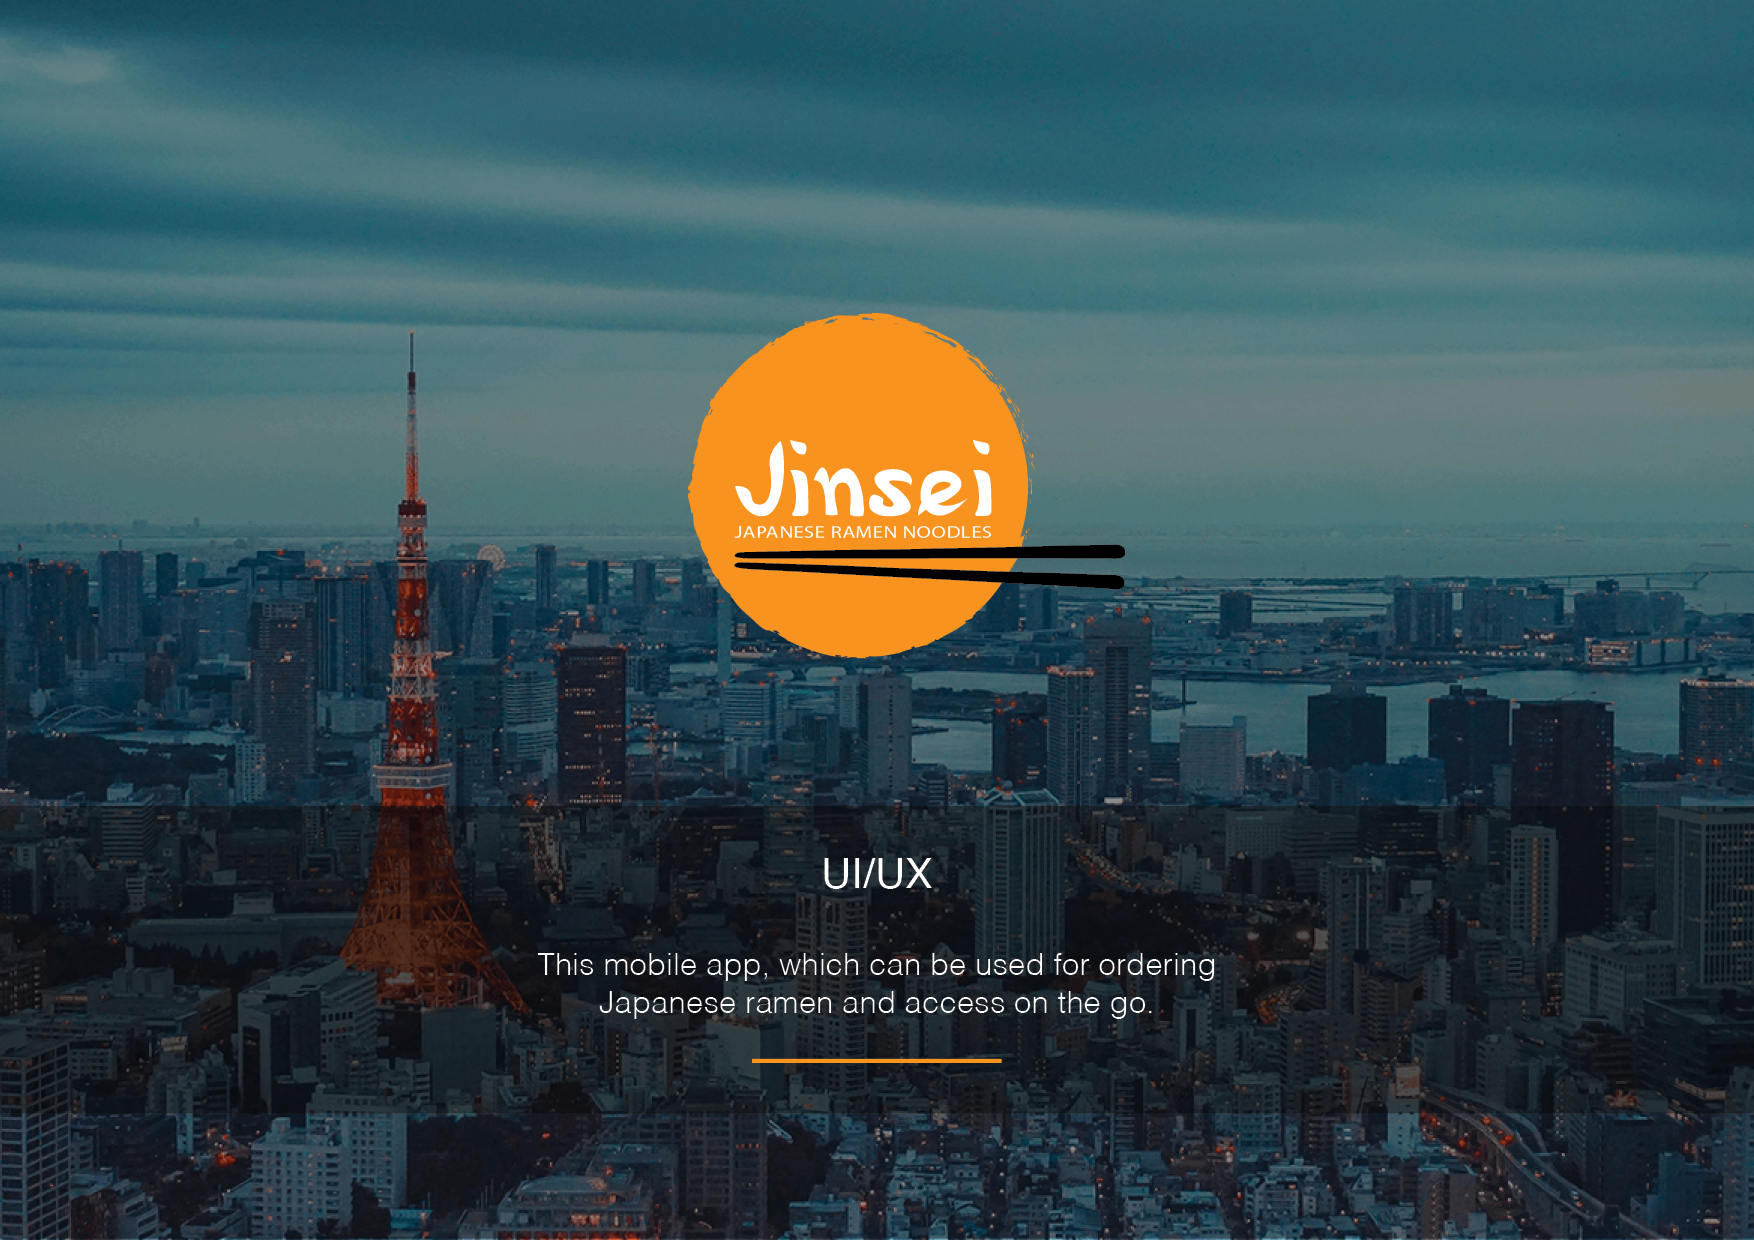 Jinsei
JAPANESE RAMEN NOODLES
UI/UX
This mobile app, which can be used for ordering
Japanese ramen and access on the go.